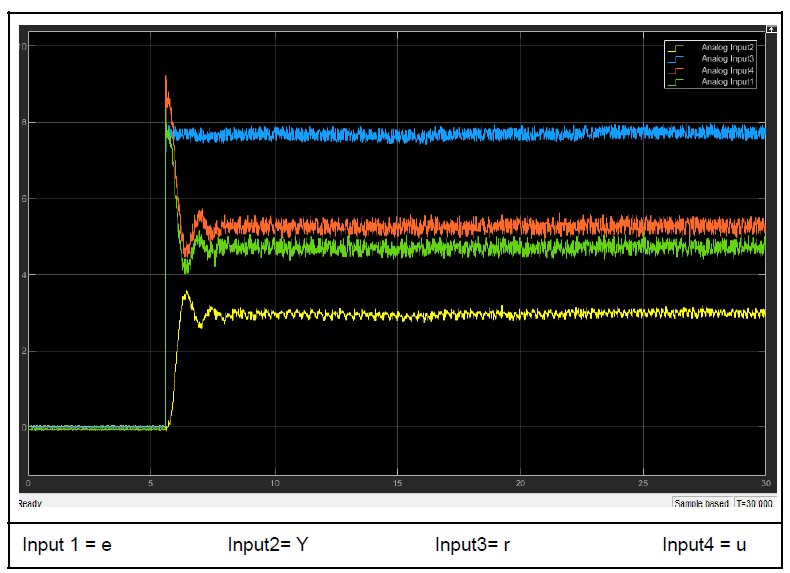 10
Analog Input2
Analog Input3
Analog Input4
Analog Input1
8
6
4
2
0
0 5 10 15 20 25 30
Ready Sample based T=30.000
Input 1 = e Input2= Y Input3= r Input4 = u